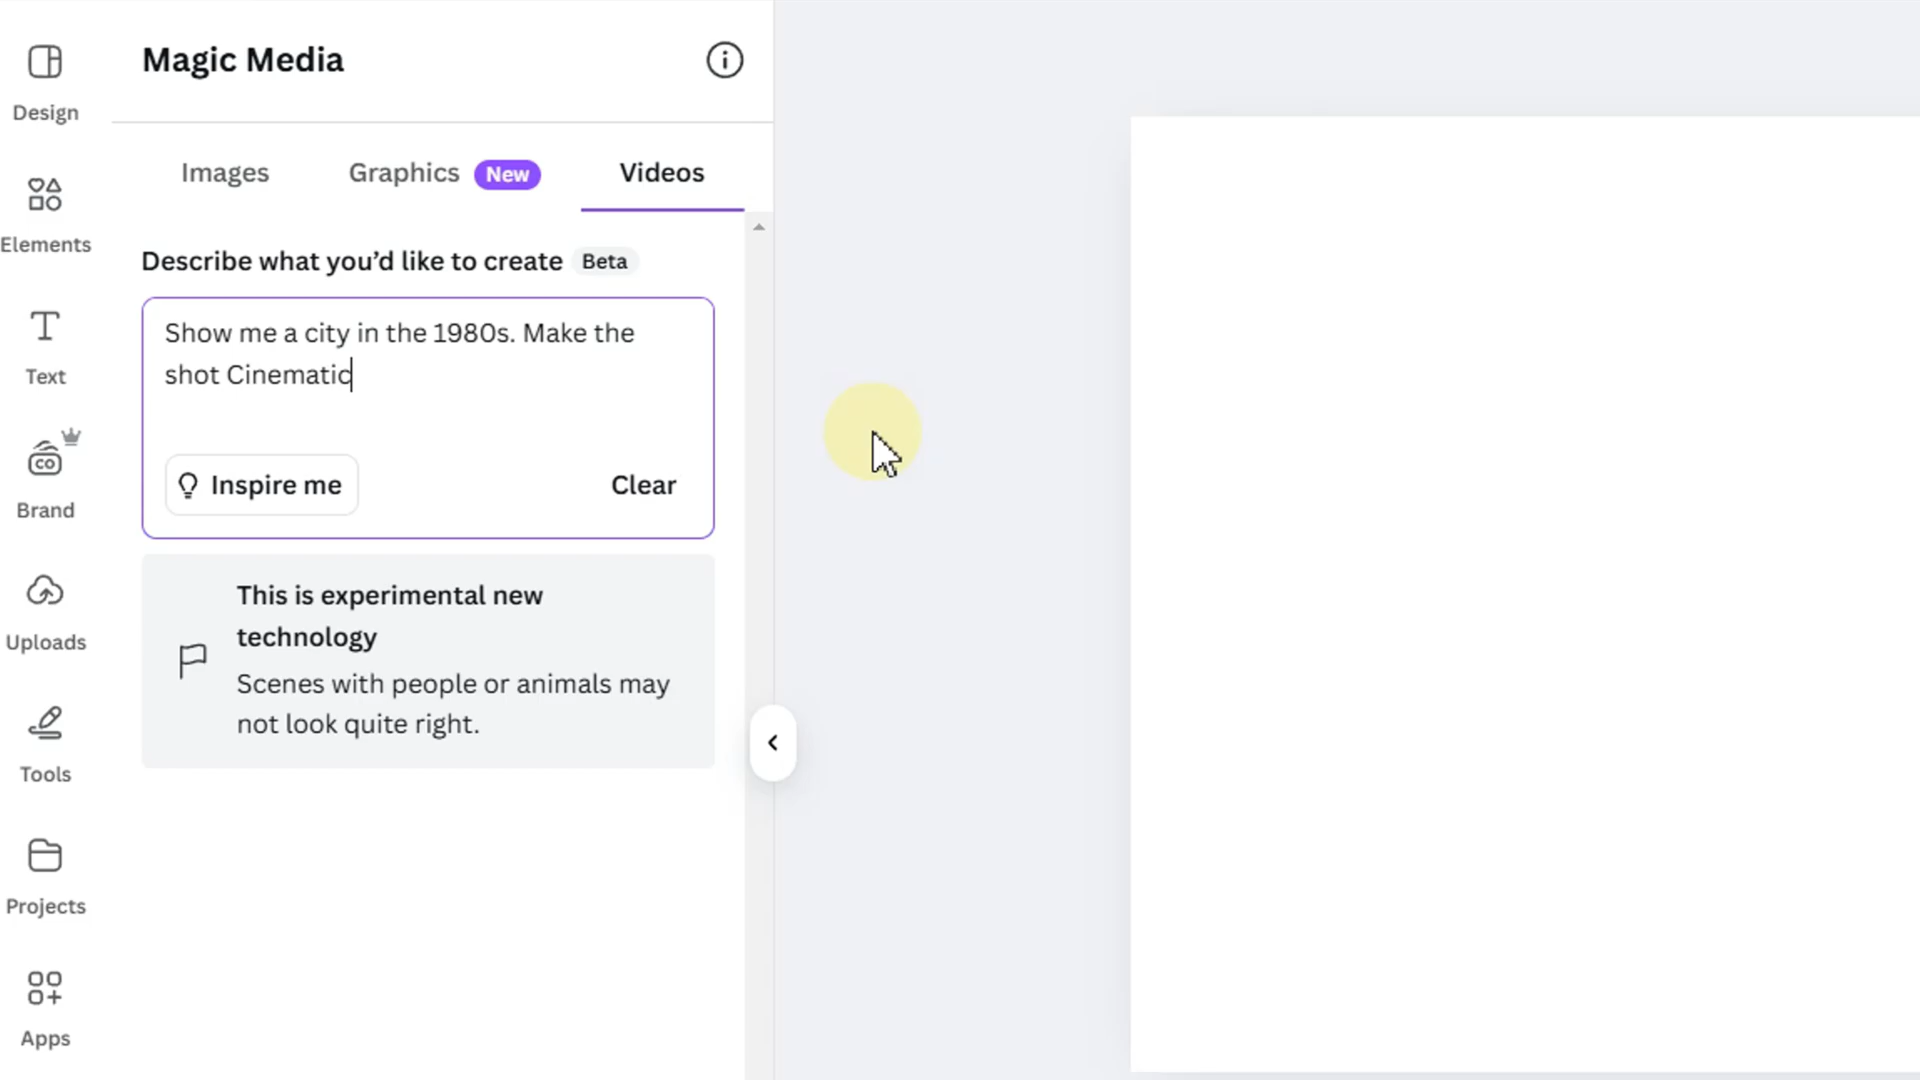 Design
Elements
Text
Brand
CO
Uploads
Tools
Projects
Apps
Magic Media
Images
Graphics New
Videos
Describe what you’d like to create Beta
Show me a city in the 1980s. Make the
shot Cinematic
Inspire me
Clear
This is experimental new
technology
Scenes with people or animals may
not look quite right.